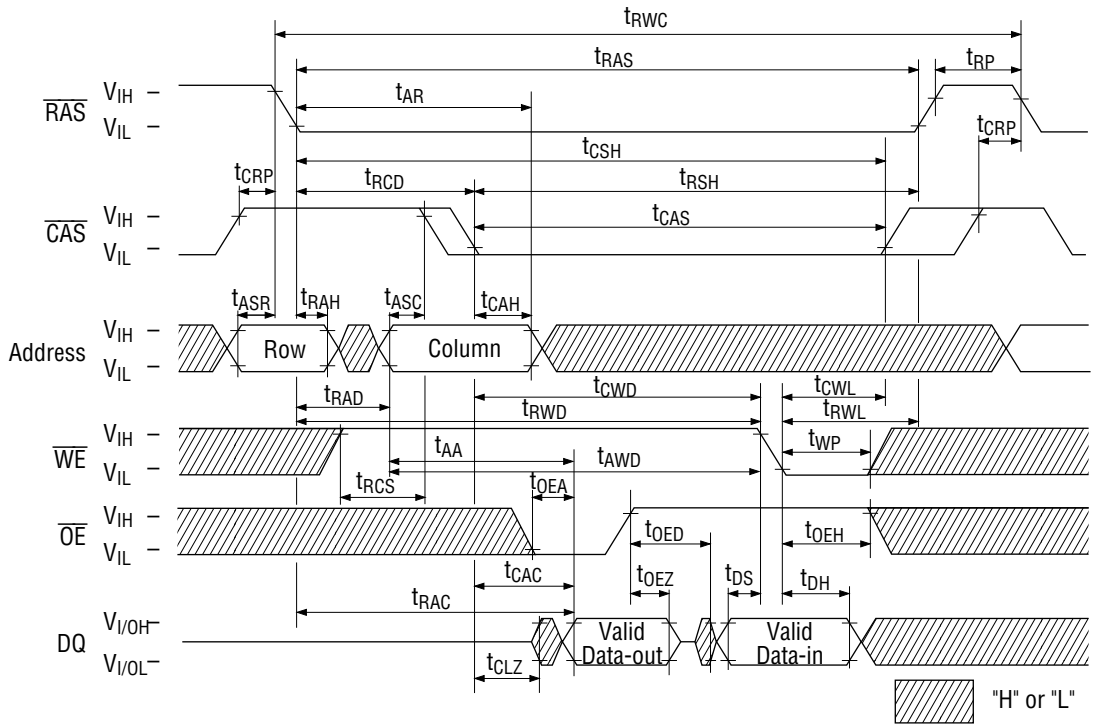 tRWC
tRAS
tRP
tAR
RAS
VIH
VIL
tCRP
tCSH
tCRP
tRCD
tRSH
CAS
VIH
VIL
tCAS
tASR
tRAH
tASC
tCAH
Address
VIH
VIL
Row
Column
tRAD
tCWD
tCWL
tRWD
tRWL
WE
VIH
VIL
tAA
tAWD
tWP
tRCS
tOEA
OE
VIH
VIL
tOED
tOEH
tCAC
tOEZ
tDS
tDH
tRAC
DQ
VI/OH
VI/OL
Valid
Data-out
Valid
Data-in
tCLZ
"H" or "L"